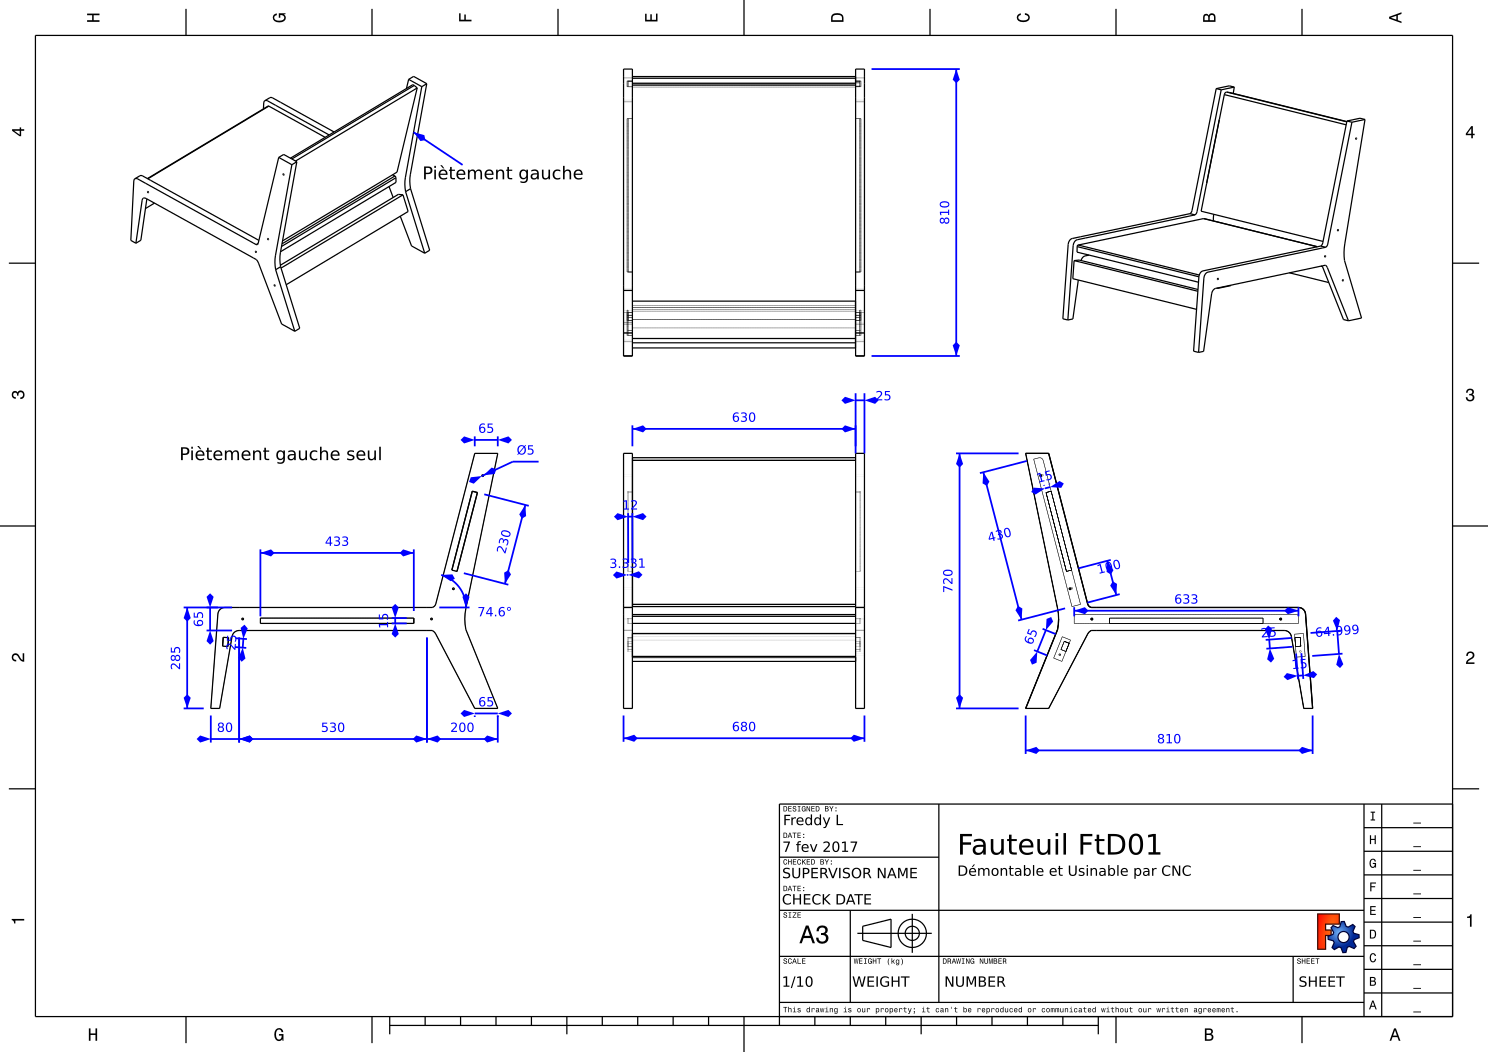 H G F E D C B A
4
4
Piètement gauche
810
3
3
25
630
65
Ø5
Piètement gauche seul
12
15
230
433
430
3.331
160
720
74.6°
65
15
633
65
25
64.999
285
25
15
2
2
65
80
530
200
680
810
DESIGNED BY:
Freddy L
DATE:
7 fev 2017
CHECKED BY:
SUPERVISOR NAME
DATE:
CHECK DATE
Fauteuil FtD01
Démontable et Usinable par CNC
SIZE
A3
SCALE
1/10
WEIGHT (kg)
WEIGHT
DRAWING NUMBER
NUMBER
SHEET
SHEET
This drawing is our property; it can't be reproduced or communicated without our written agreement.
I _
H _
G _
F _
E _
D _
C _
B _
A _
1
1
H G F B A